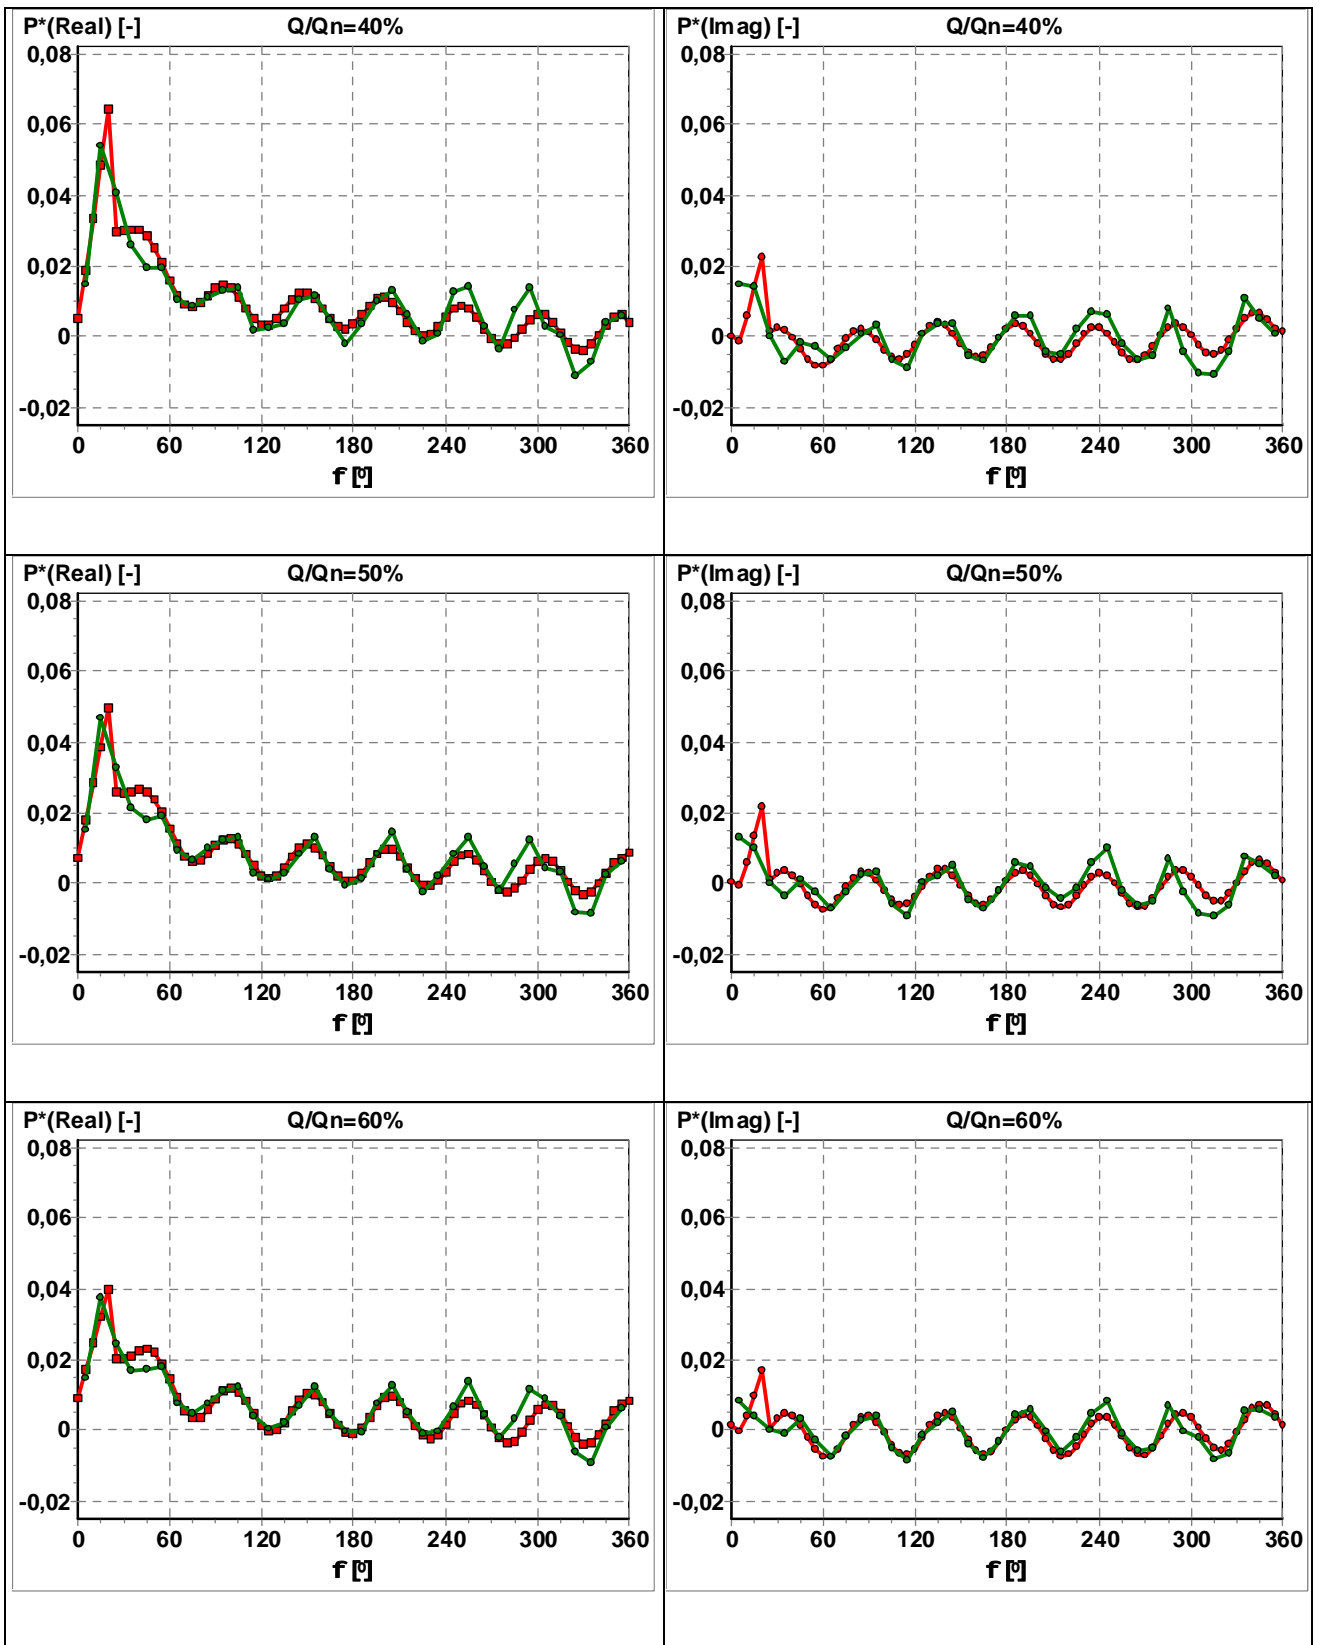 P*(Real) [-] Q/Qn=40%
0,08
0,06
0,04
0,02
0
-0,02
0 60 120 180 240 300 360
f [º]
P*(Imag) [-] Q/Qn=40%
0,08
0,06
0,04
0,02
0
-0,02
0 60 120 180 240 300 360
f [º]
P*(Real) [-] Q/Qn=50%
0,08
0,06
0,04
0,02
0
-0,02
0 60 120 180 240 300 360
f [º]
P*(Imag) [-] Q/Qn=50%
0,08
0,06
0,04
0,02
0
-0,02
0 60 120 180 240 300 360
f [º]
P*(Real) [-] Q/Qn=60%
0,08
0,06
0,04
0,02
0
-0,02
0 60 120 180 240 300 360
f [º]
P*(Imag) [-] Q/Qn=60%
0,08
0,06
0,04
0,02
0
-0,02
0 60 120 180 240 300 360
f [º]